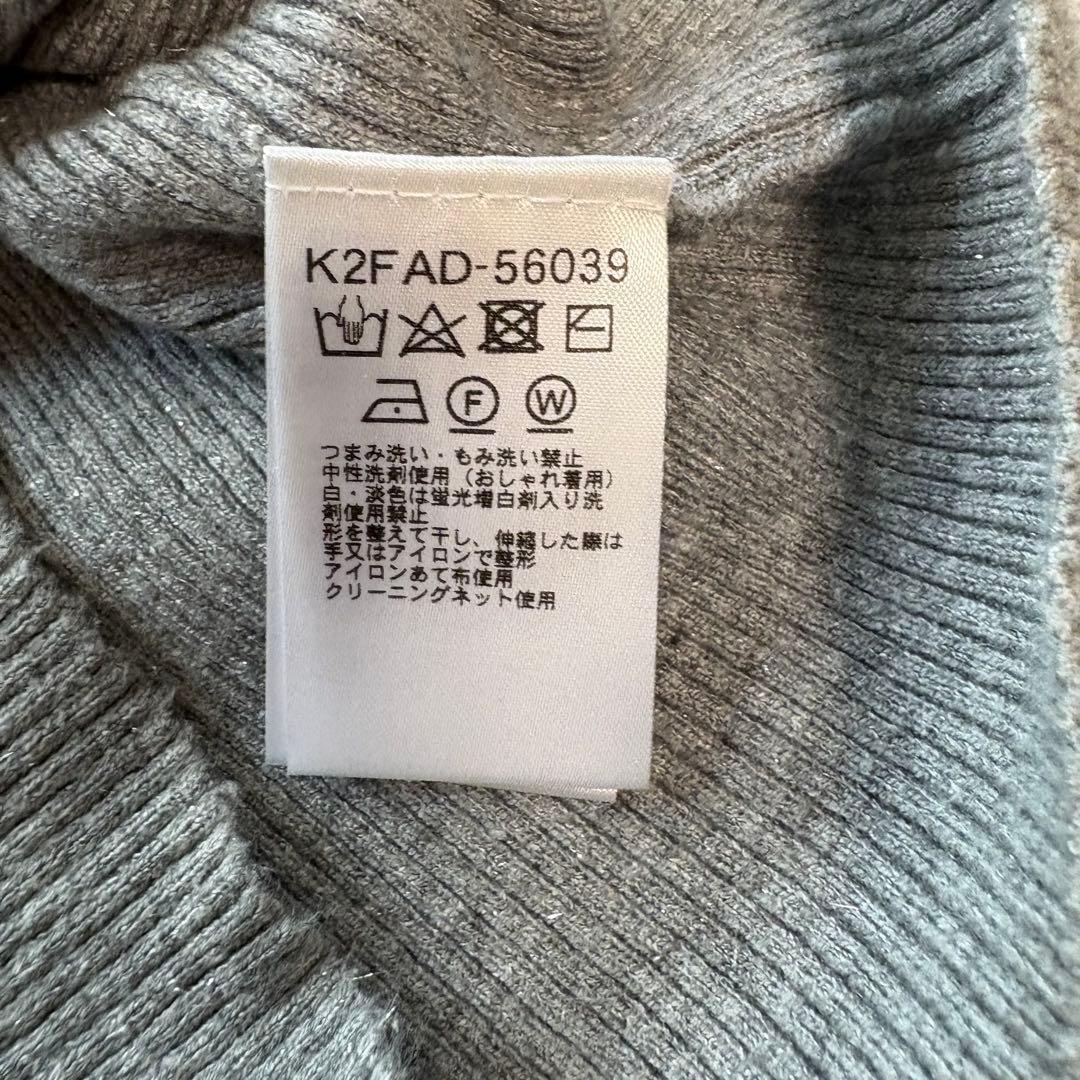 K2FAD-56039
F W
つまみ洗い・もみ洗い禁止
中性洗剤使用（おしゃれ着用）
白・淡色は蛍光増白剤入り洗
剤使用禁止
形を整えて干し、伸縮した際は
手又はアイロンで整形
アイロンあて布使用
クリーニングネット使用